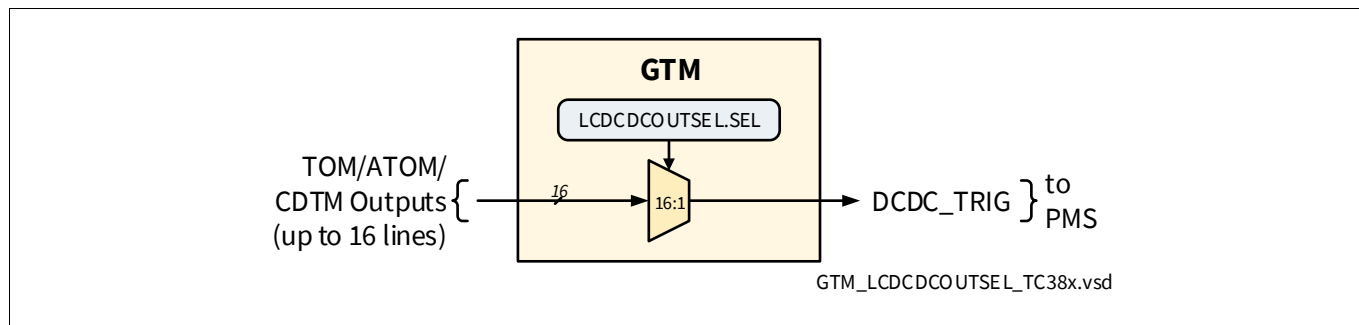 GTM
LCDCDCOUTSEL.SEL
TOM/ATOM/
CDTM Outputs
(up to 16 lines)
16
16:1
DCDC_TRIG
to
PMS
GTM_LCDCDCOUTSEL_TC38x.vsd